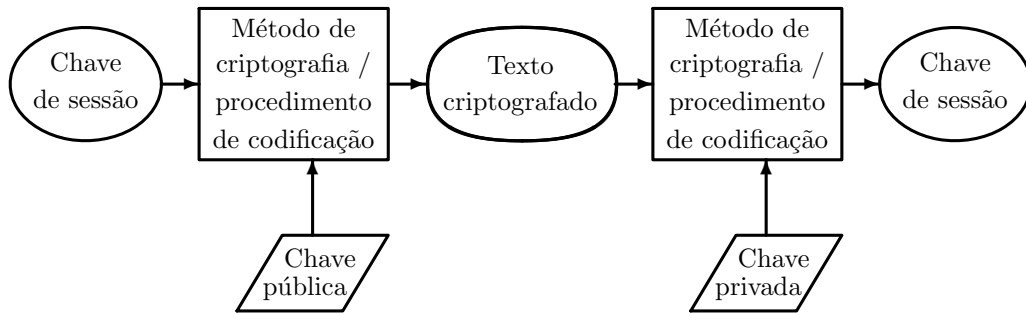 Chave
de sessão
Método de
criptografia /
procedimento
de codificação
Texto
criptografado
Método de
criptografia /
procedimento
de codificação
Chave
de sessão
Chave
pública
Chave
privada